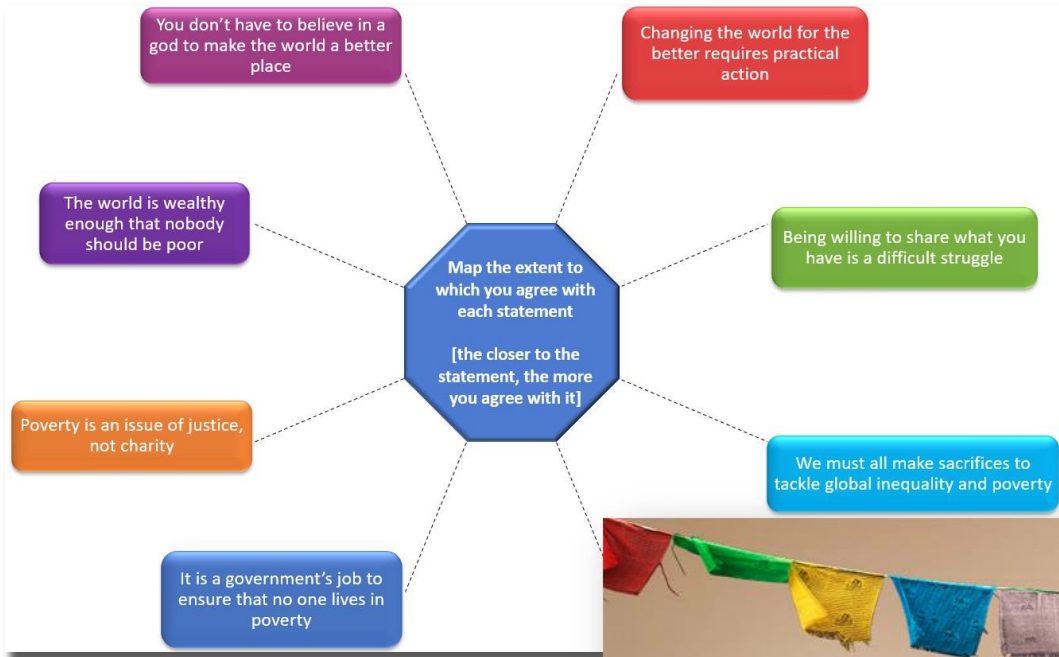 You don’t have to believe in a
god to make the world a better
place
Changing the world for the
better requires practical
action
The world is wealthy
enough that nobody
should be poor
Being willing to share what you
have is a difficult struggle
Map the extent to
which you agree with
each statement
[the closer to the
statement, the more
you agree with it]
Poverty is an issue of justice,
not charity
We must all make sacrifices to
tackle global inequality and poverty
It is a government’s job to
ensure that no one lives in
poverty